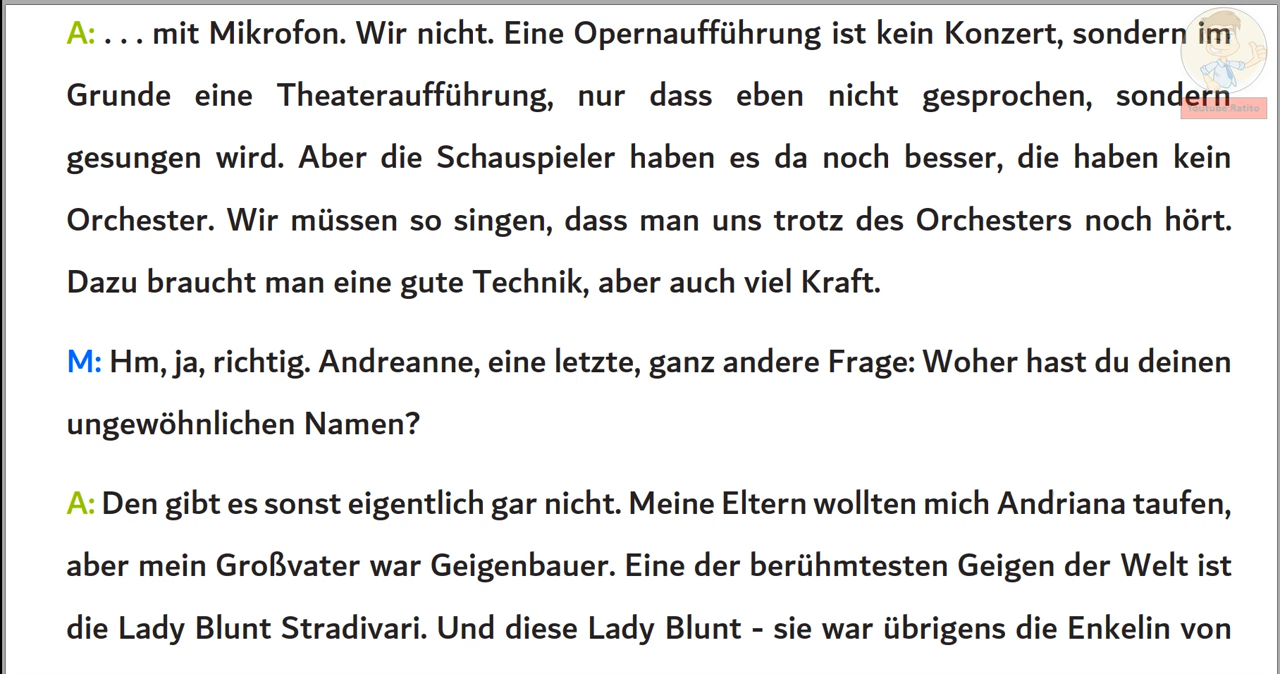 A: . . . mit Mikrofon. Wir nicht. Eine Opernaufführung ist kein Konzert, sondern im
Grunde eine Theateraufführung, nur dass eben nicht gesprochen, sondern
gesungen wird. Aber die Schauspieler haben es da noch besser, die haben kein
Orchester. Wir müssen so singen, dass man uns trotz des Orchesters noch hört.
Dazu braucht man eine gute Technik, aber auch viel Kraft.
M: Hm, ja, richtig. Andreanne, eine letzte, ganz andere Frage: Woher hast du deinen
ungewöhnlichen Namen?
A: Den gibt es sonst eigentlich gar nicht. Meine Eltern wollten mich Andriana taufen,
aber mein Großvater war Geigenbauer. Eine der berühmtesten Geigen der Welt ist
die Lady Blunt Stradivari. Und diese Lady Blunt - sie war übrigens die Enkelin von
Youtube:Ratito